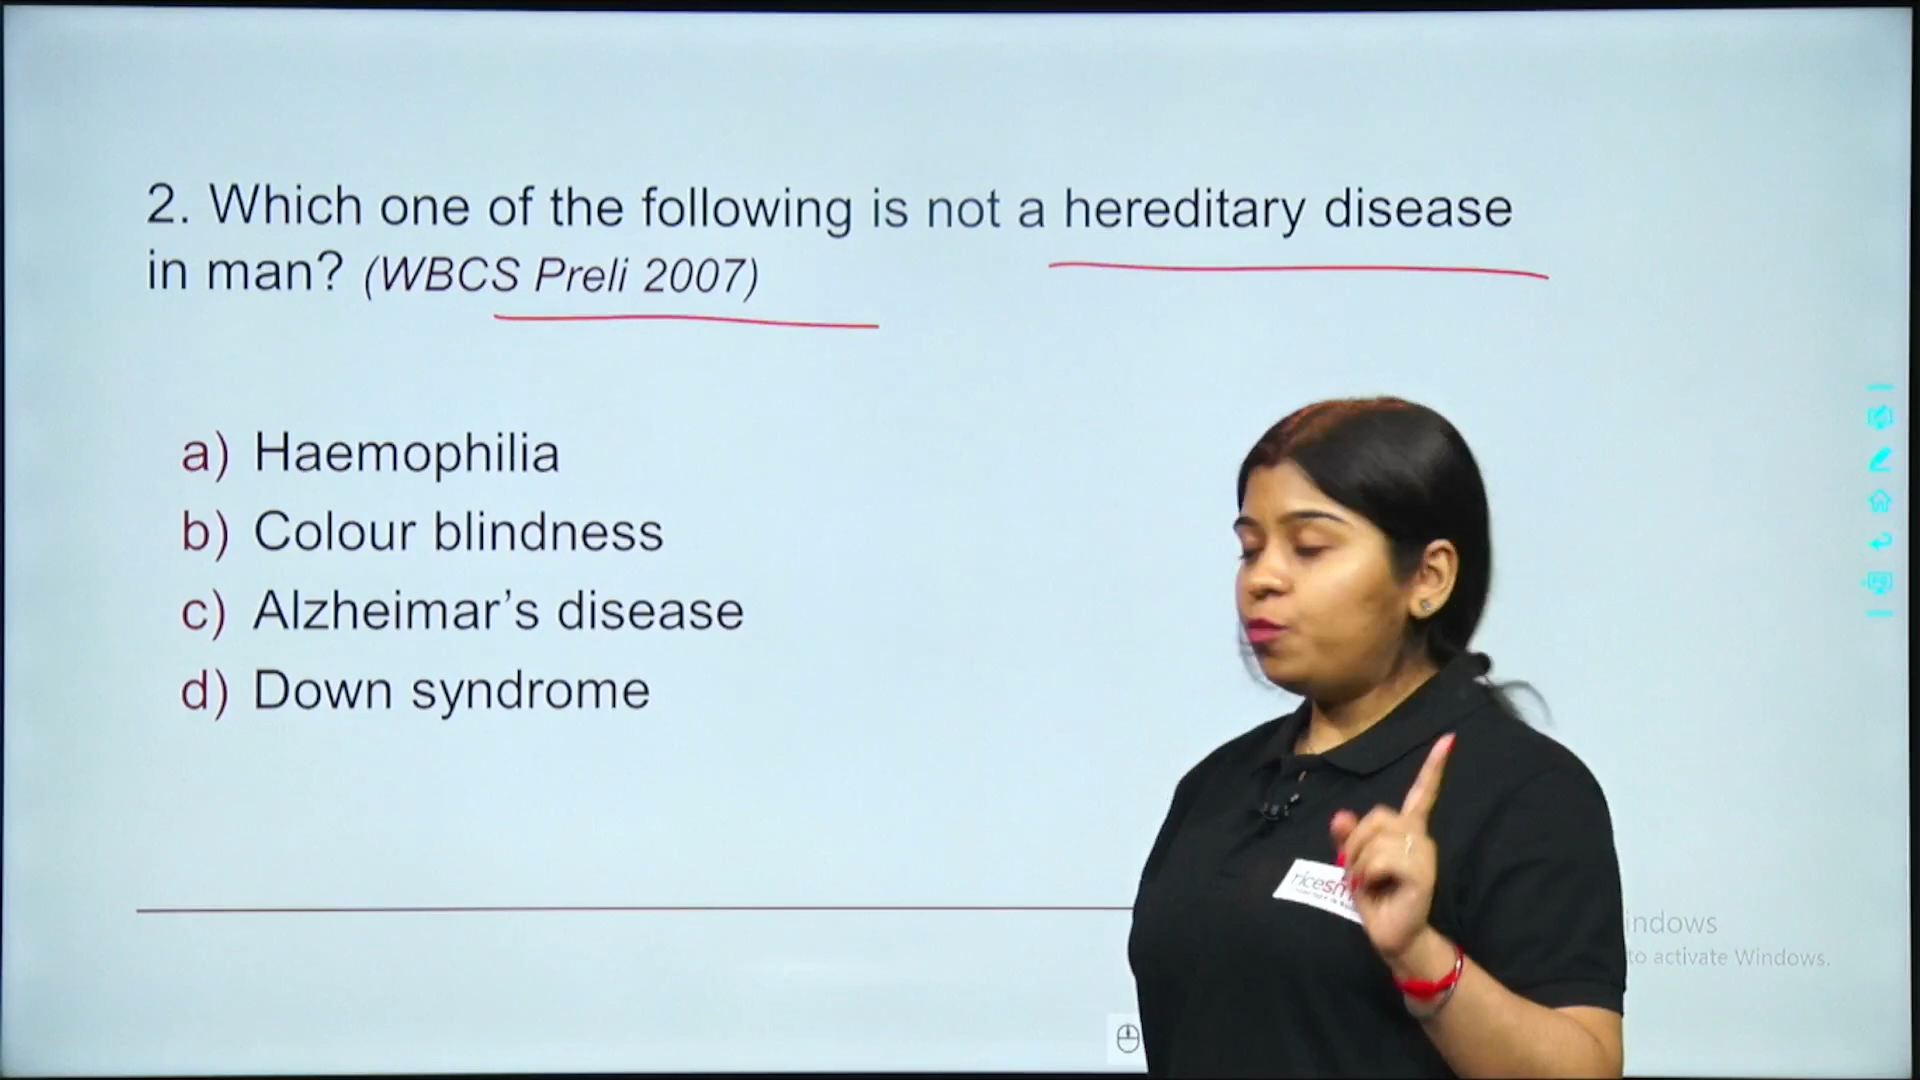 2. Which one of the following is not a hereditary disease
in man? (WBCS Preli 2007)
a) Haemophilia
b) Colour blindness
c) Alzheimar’s disease
d) Down syndrome
to activate Windows.